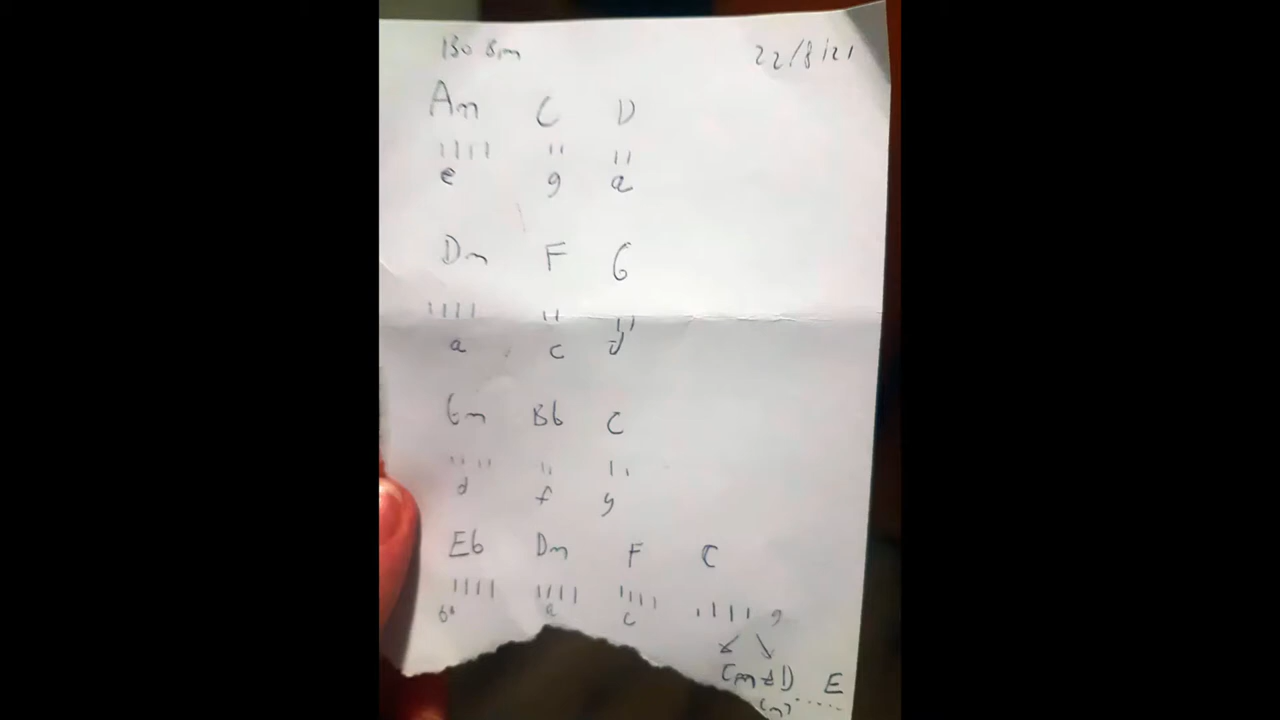 130 Bm 22/8/21
Am C D
|||| || ||
e g a
Dm F G
|||| || ||
a c d
Gm Bb C
|||| || ||
d f g
Eb Dm F C
|||| |||| |||| |||| g
a c
D E